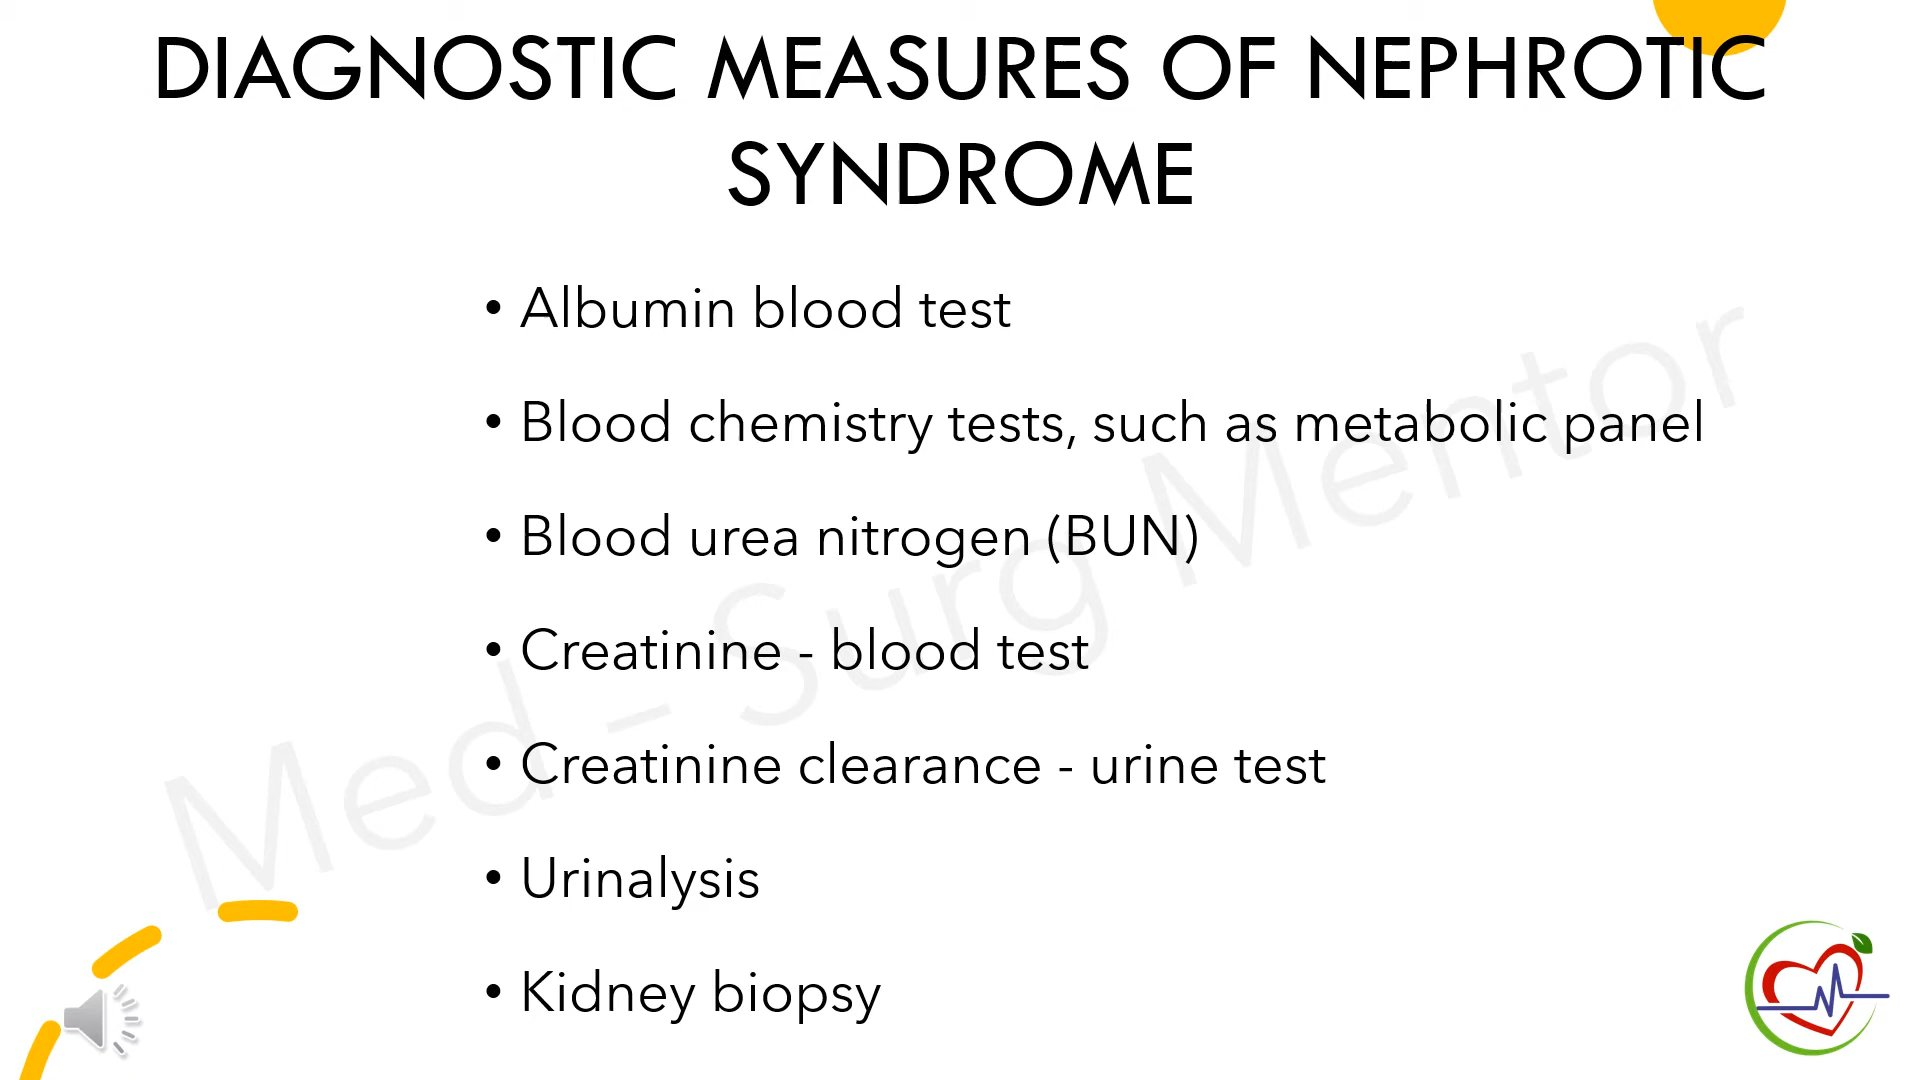 DIAGNOSTIC MEASURES OF NEPHROTIC
SYNDROME
• Albumin blood test
• Blood chemistry tests, such as metabolic panel
• Blood urea nitrogen (BUN)
• Creatinine - blood test
• Creatinine clearance - urine test
• Urinalysis
• Kidney biopsy
Med - Surg Mentor